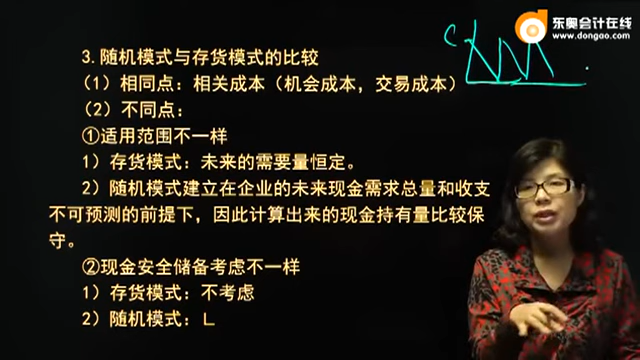 东奥会计在线
www.dongao.com
C
3.随机模式与存货模式的比较
（1）相同点：相关成本（机会成本，交易成本）
（2）不同点：
①适用范围不一样
1）存货模式：未来的需要量恒定。
2）随机模式建立在企业的未来现金需求总量和收支
不可预测的前提下，因此计算出来的现金持有量比较保
守。
②现金安全储备考虑不一样
1）存货模式：不考虑
2）随机模式：L